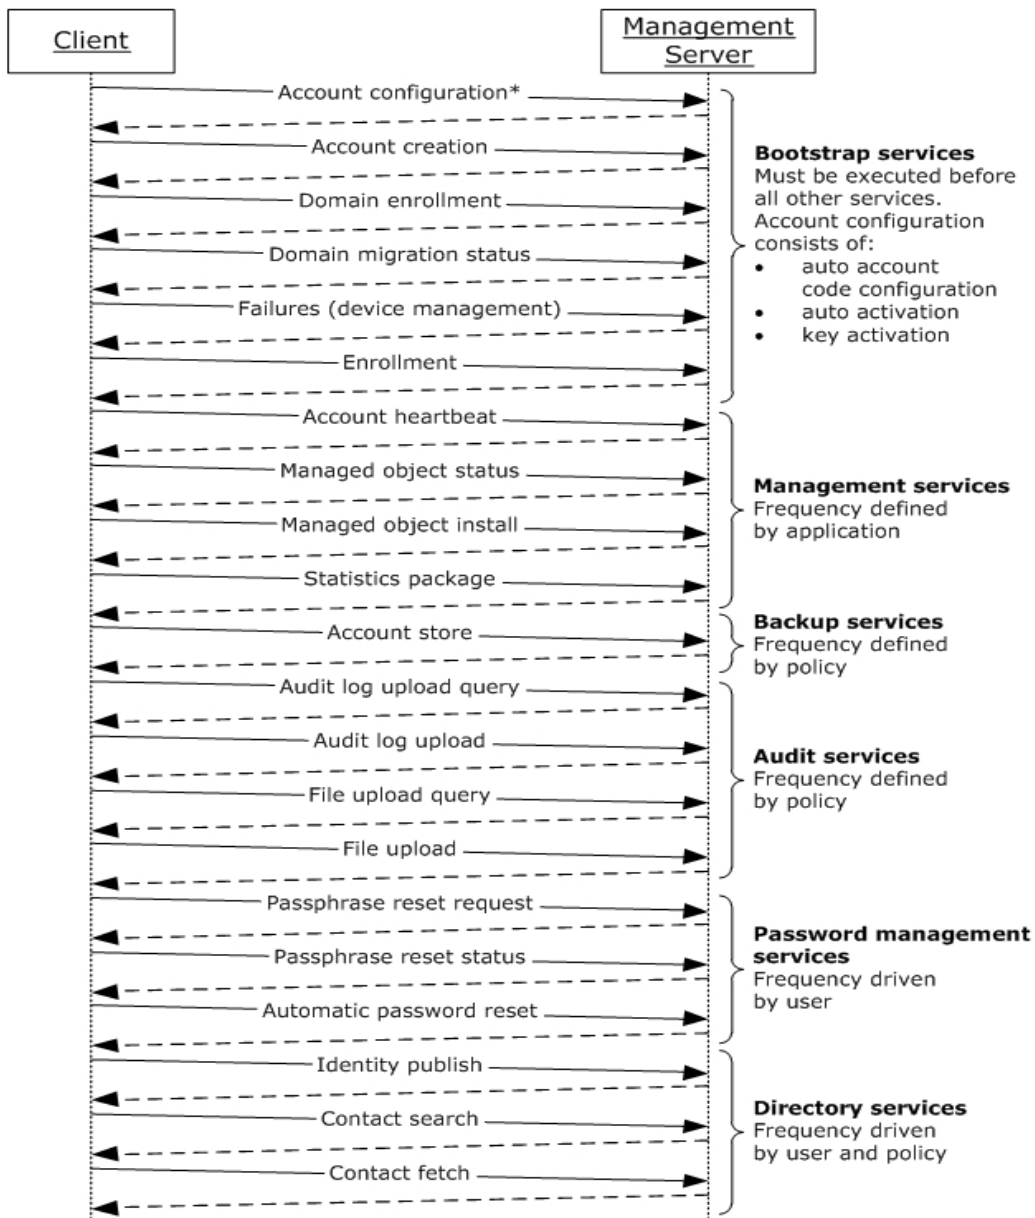 Client
Management
Server
Account configuration*
Account creation
Domain enrollment
Domain migration status
Failures (device management)
Enrollment
Bootstrap services
Must be executed before
all other services.
Account configuration
consists of:
• auto account
code configuration
• auto activation
• key activation
Account heartbeat
Managed object status
Managed object install
Statistics package
Management services
Frequency defined
by application
Account store
Backup services
Frequency defined
by policy
Audit log upload query
Audit log upload
File upload query
File upload
Audit services
Frequency defined
by policy
Passphrase reset request
Passphrase reset status
Automatic password reset
Password management
services
Frequency driven
by user
Identity publish
Contact search
Contact fetch
Directory services
Frequency driven
by user and policy